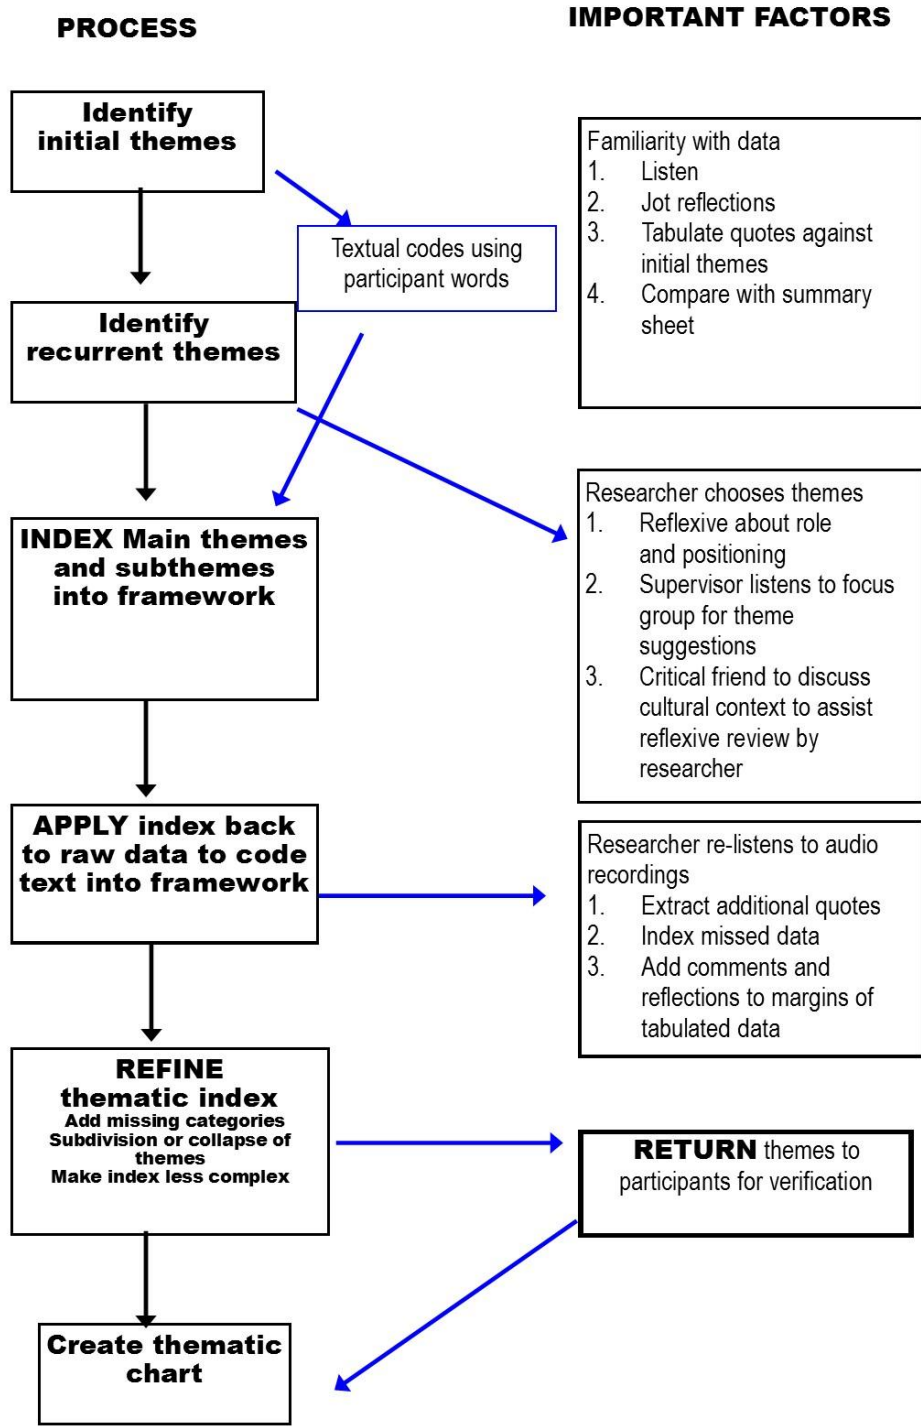 PROCESS
IMPORTANT FACTORS
Identify
initial themes
Textual codes using
participant words
Familiarity with data
1. Listen
2. Jot reflections
3. Tabulate quotes against
initial themes
4. Compare with summary
sheet
Identify
recurrent themes
Researcher chooses themes
1. Reflexive about role
and positioning
2. Supervisor listens to focus
group for theme
suggestions
3. Critical friend to discuss
cultural context to assist
reflexive review by
researcher
INDEX Main themes
and subthemes
into framework
APPLY index back
to raw data to code
text into framework
Researcher re-listens to audio
recordings
1. Extract additional quotes
2. Index missed data
3. Add comments and
reflections to margins of
tabulated data
REFINE
thematic index
Add missing categories
Subdivision or collapse of
themes
Make index less complex
RETURN themes to
participants for verification
Create thematic
chart